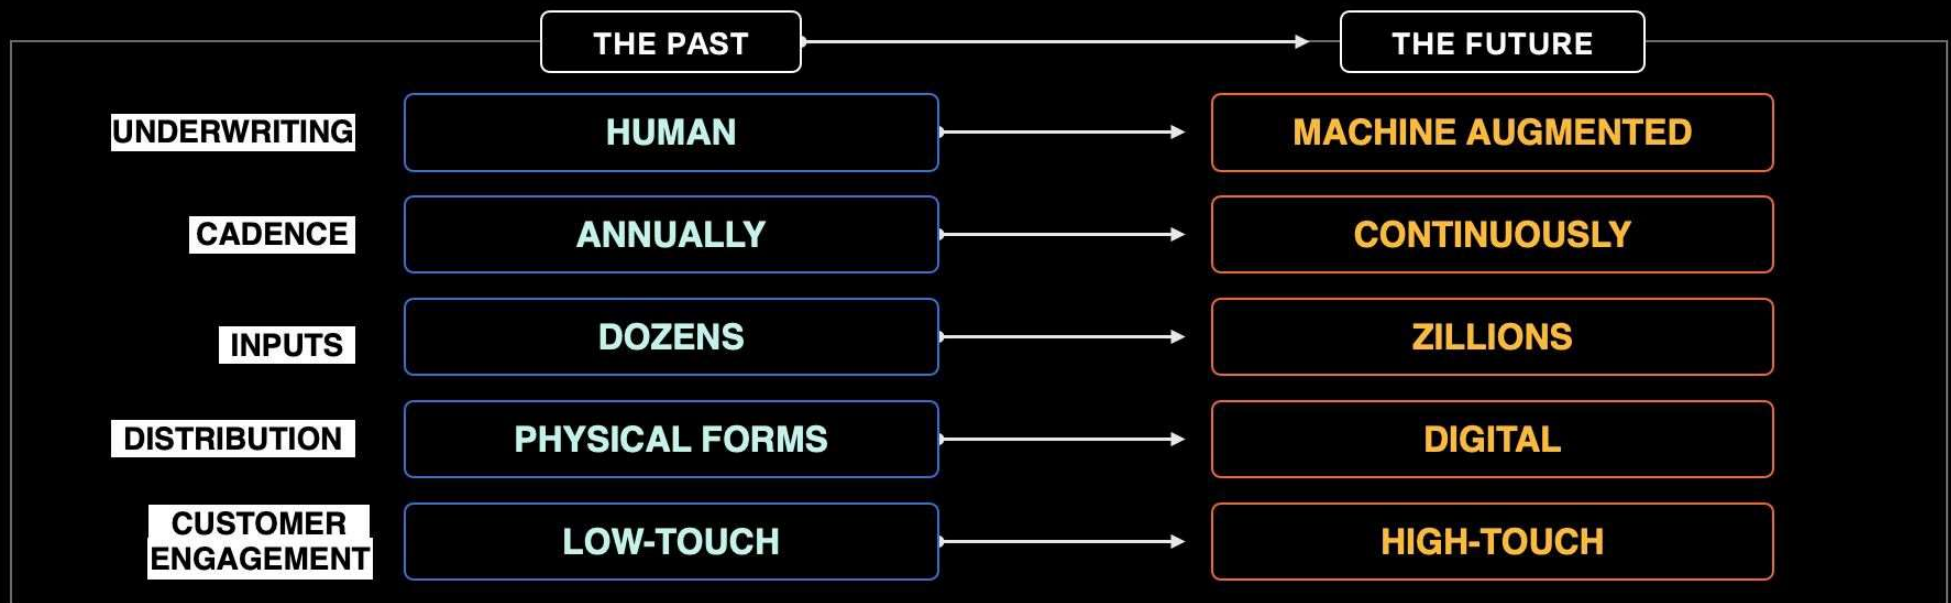 THE PAST
THE FUTURE
UNDERWRITING
HUMAN
MACHINE AUGMENTED
CADENCE
ANNUALLY
CONTINUOUSLY
INPUTS
DOZENS
ZILLIONS
DISTRIBUTION
PHYSICAL FORMS
DIGITAL
CUSTOMER
ENGAGEMENT
LOW-TOUCH
HIGH-TOUCH